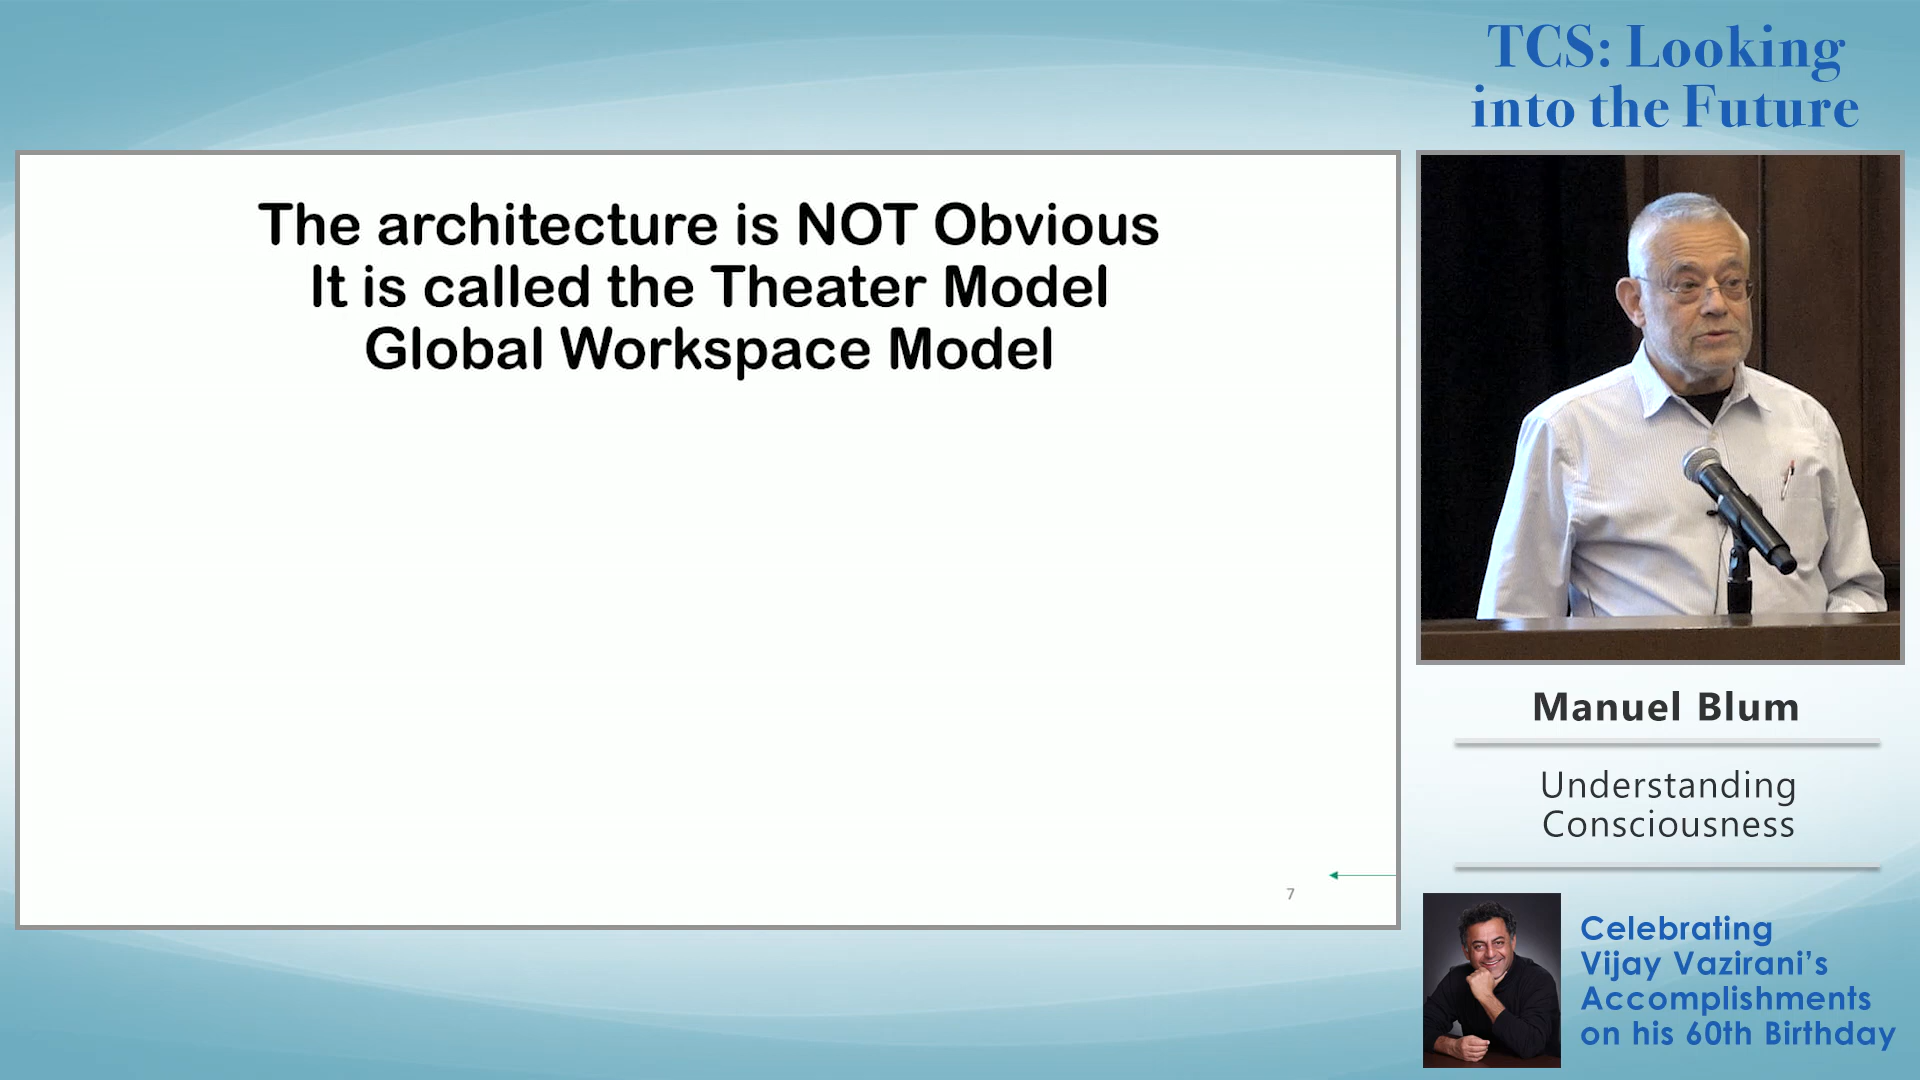 TCS: Looking
into the Future
The architecture is NOT Obvious
It is called the Theater Model
Global Workspace Model
7
Manuel Blum
Understanding
Consciousness
Celebrating
Vijay Vazirani's
Accomplishments
on his 60th Birthday